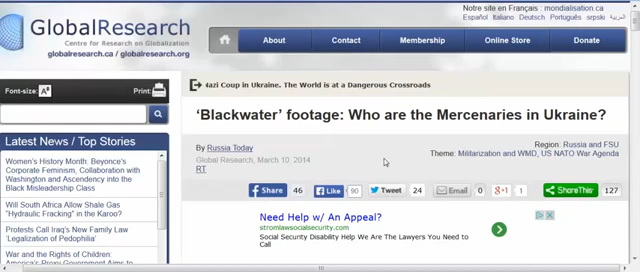 Notre site en Français : mondialisation.ca
Español Italiano Deutsch Português srpski
GlobalResearch
Centre for Research on Globalization
globalresearch.ca / globalresearch.org
About
Contact
Membership
Online Store
Donate
Font-size:
Print:
Nazi Coup in Ukraine. The World is at a Dangerous Crossroads
‘Blackwater’ footage: Who are the Mercenaries in Ukraine?
By Russia Today
Global Research, March 10, 2014
RT
Region: Russia and FSU
Theme: Militarization and WMD, US NATO War Agenda
Share 46
Like 90
Tweet 24
Email 0
+1 1
ShareThis 127
Latest News / Top Stories
Women's History Month: Beyonce's
Corporate Feminism, Collaboration with
Washington and Ascendency into the
Black Misleadership Class
Will South Africa Allow Shale Gas
"Hydraulic Fracking" in the Karoo?
Protests Call Iraq's New Family Law
'Legalization of Pedophilia'
War and the Rights of Children:
Need Help w/ An Appeal?
stromlawsocialsecurity.com
Social Security Disability Help We Are The Lawyers You Need to
Call